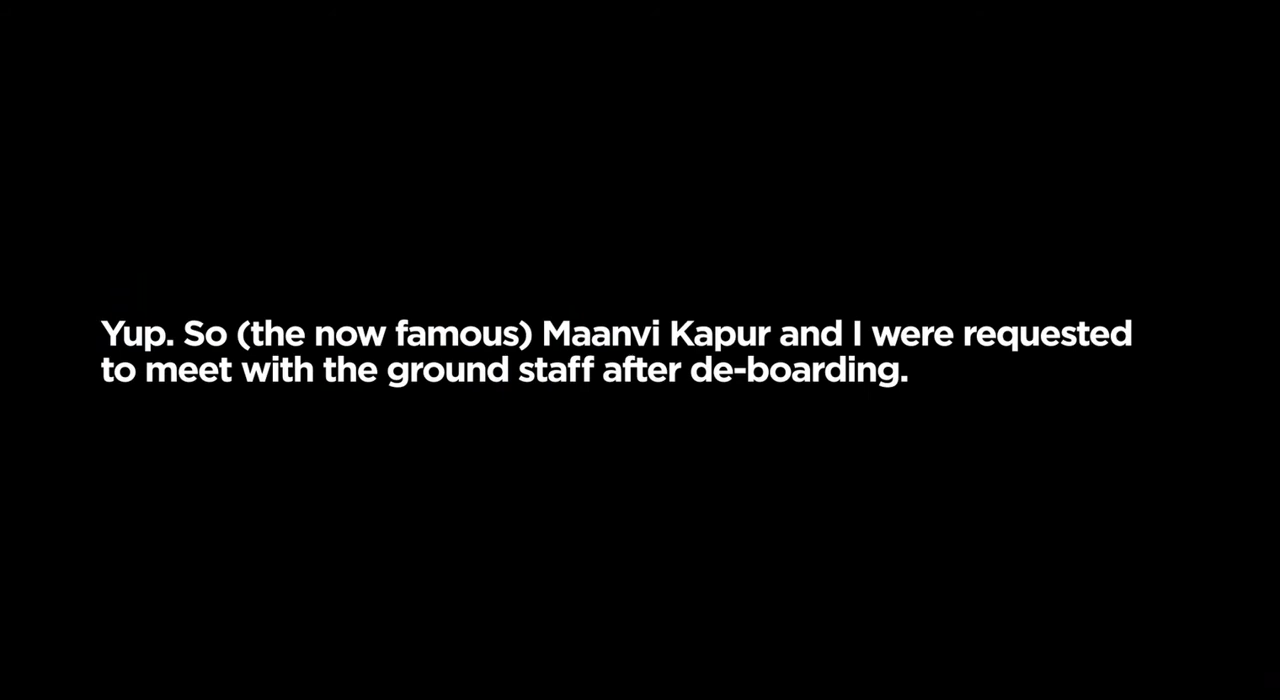 Yup. So (the now famous) Maanvi Kapur and I were requested
to meet with the ground staff after de-boarding.